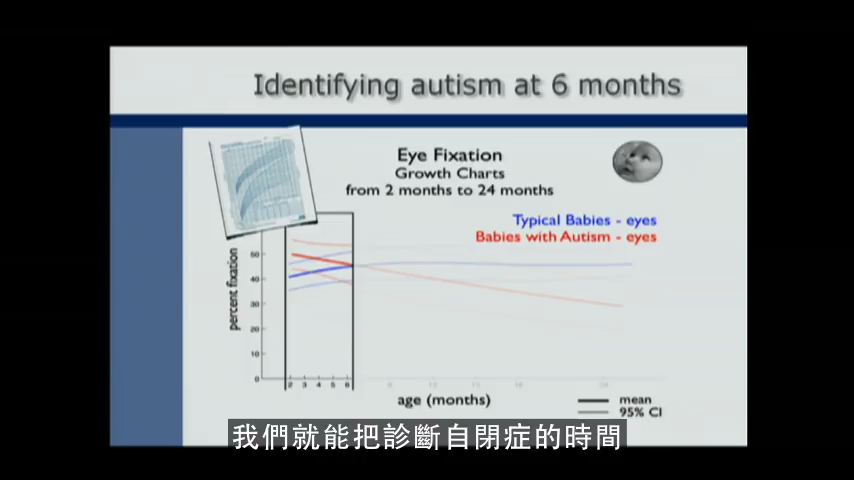 Identifying autism at 6 months
Eye Fixation
Growth Charts
from 2 months to 24 months
Typical Babies - eyes
Babies with Autism - eyes
percent fixation
50
40
30
20
10
0
2 3 4 5 6
age (months)
mean
95% CI
我們就能把診斷自閉症的時間